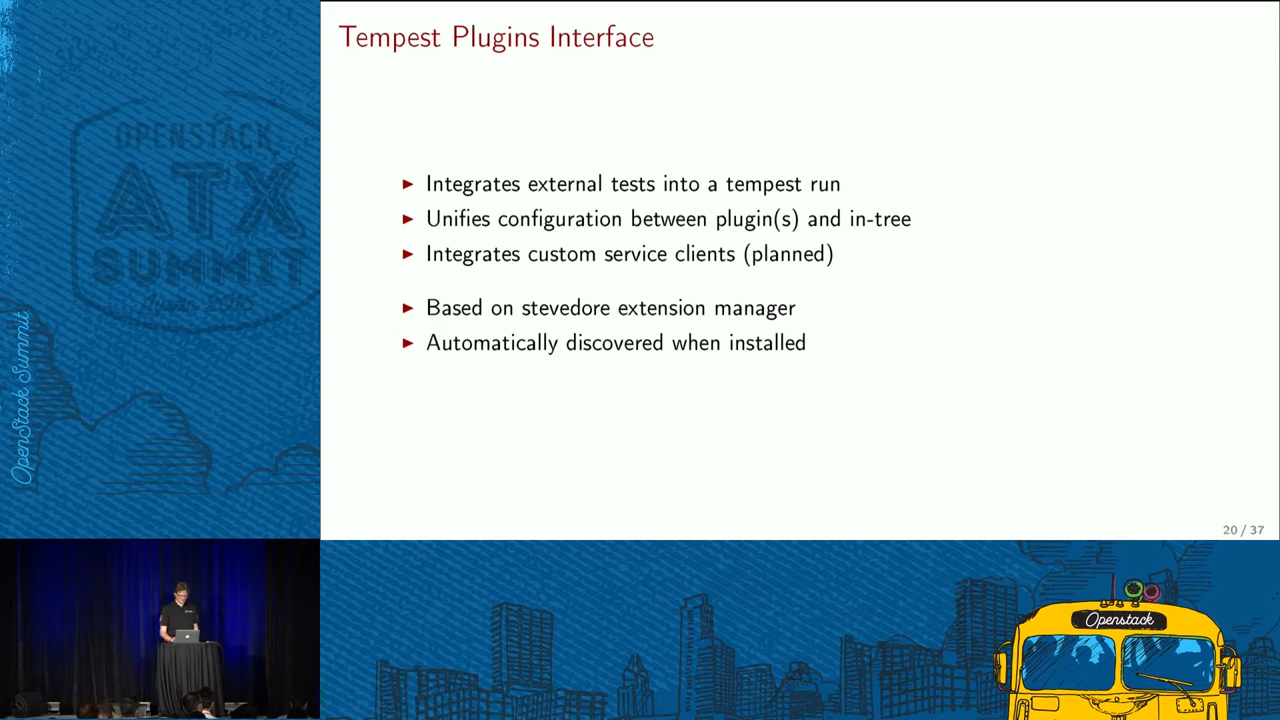 Tempest Plugins Interface
Integrates external tests into a tempest run
Unifies configuration between plugin(s) and in-tree
Integrates custom service clients (planned)
Based on stevedore extension manager
Automatically discovered when installed
20 / 37
OPENSTACK
ATX
SUMMIT
OpenStack Summit
Openstack